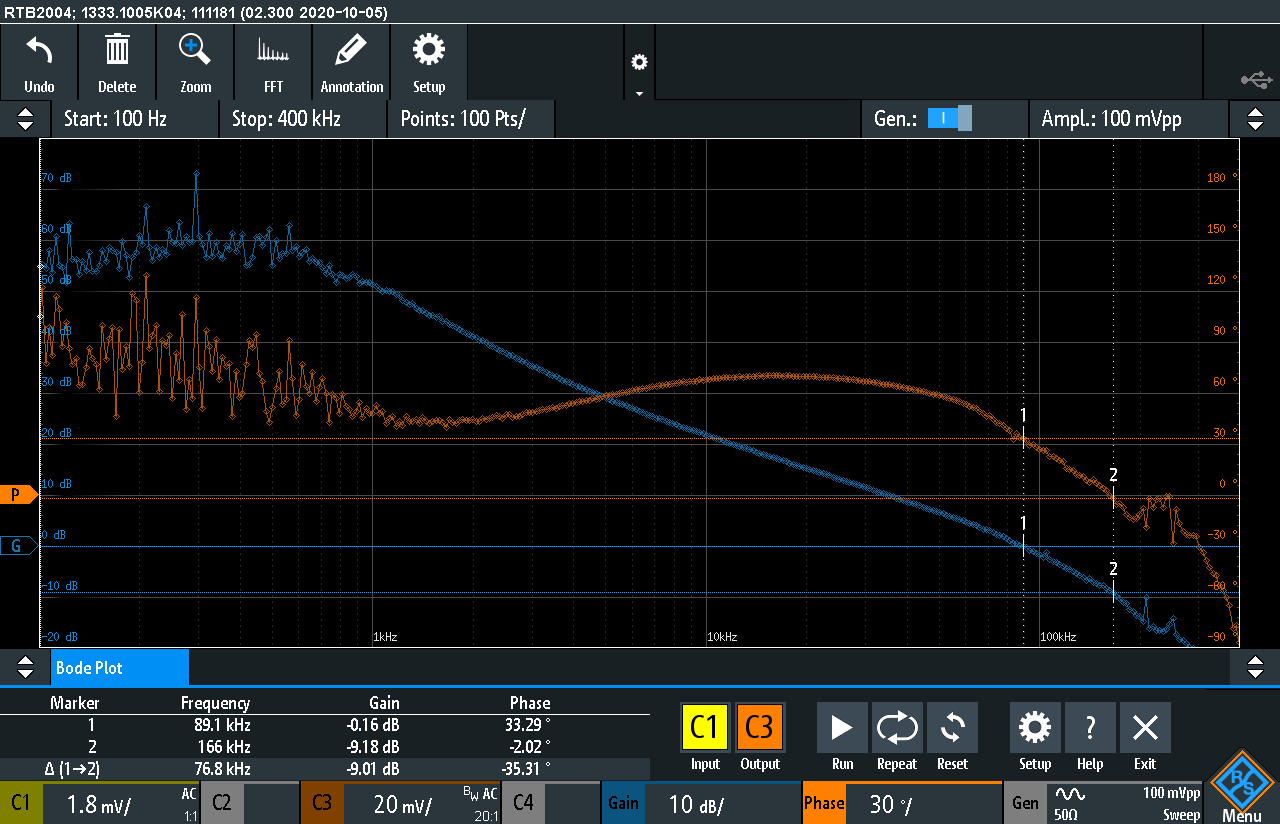 RTB2004; 1333.1005K04; 111181 (02.300 2020-10-05)
Undo Delete Zoom FFT Annotation Setup
Start: 100 Hz Stop: 400 kHz Points: 100 Pts/ Gen.: I Ampl.: 100 mVpp
70 dB 180 °
60 dB 150 °
50 dB 120 °
40 dB 90 °
30 dB 60 °
1
20 dB 30 °
2
10 dB 0 °
P
1
0 dB -30 °
G
2
-10 dB -60 °
-20 dB 1kHz 10kHz 100kHz -90 °
Bode Plot
Marker Frequency Gain Phase
1 89.1 kHz -0.16 dB 33.29 °
2 166 kHz -9.18 dB -2.02 °
Δ (1→2) 76.8 kHz -9.01 dB -35.31 °
C1 C3 ?
Input Output Run Repeat Reset Setup Help Exit
C1 1.8 mV/ AC 1:1 C2 C3 20 mV/ BW AC 20:1 C4 Gain 10 dB/ Phase 30 °/ Gen 50Ω 100 mVpp Sweep
R S
Menu